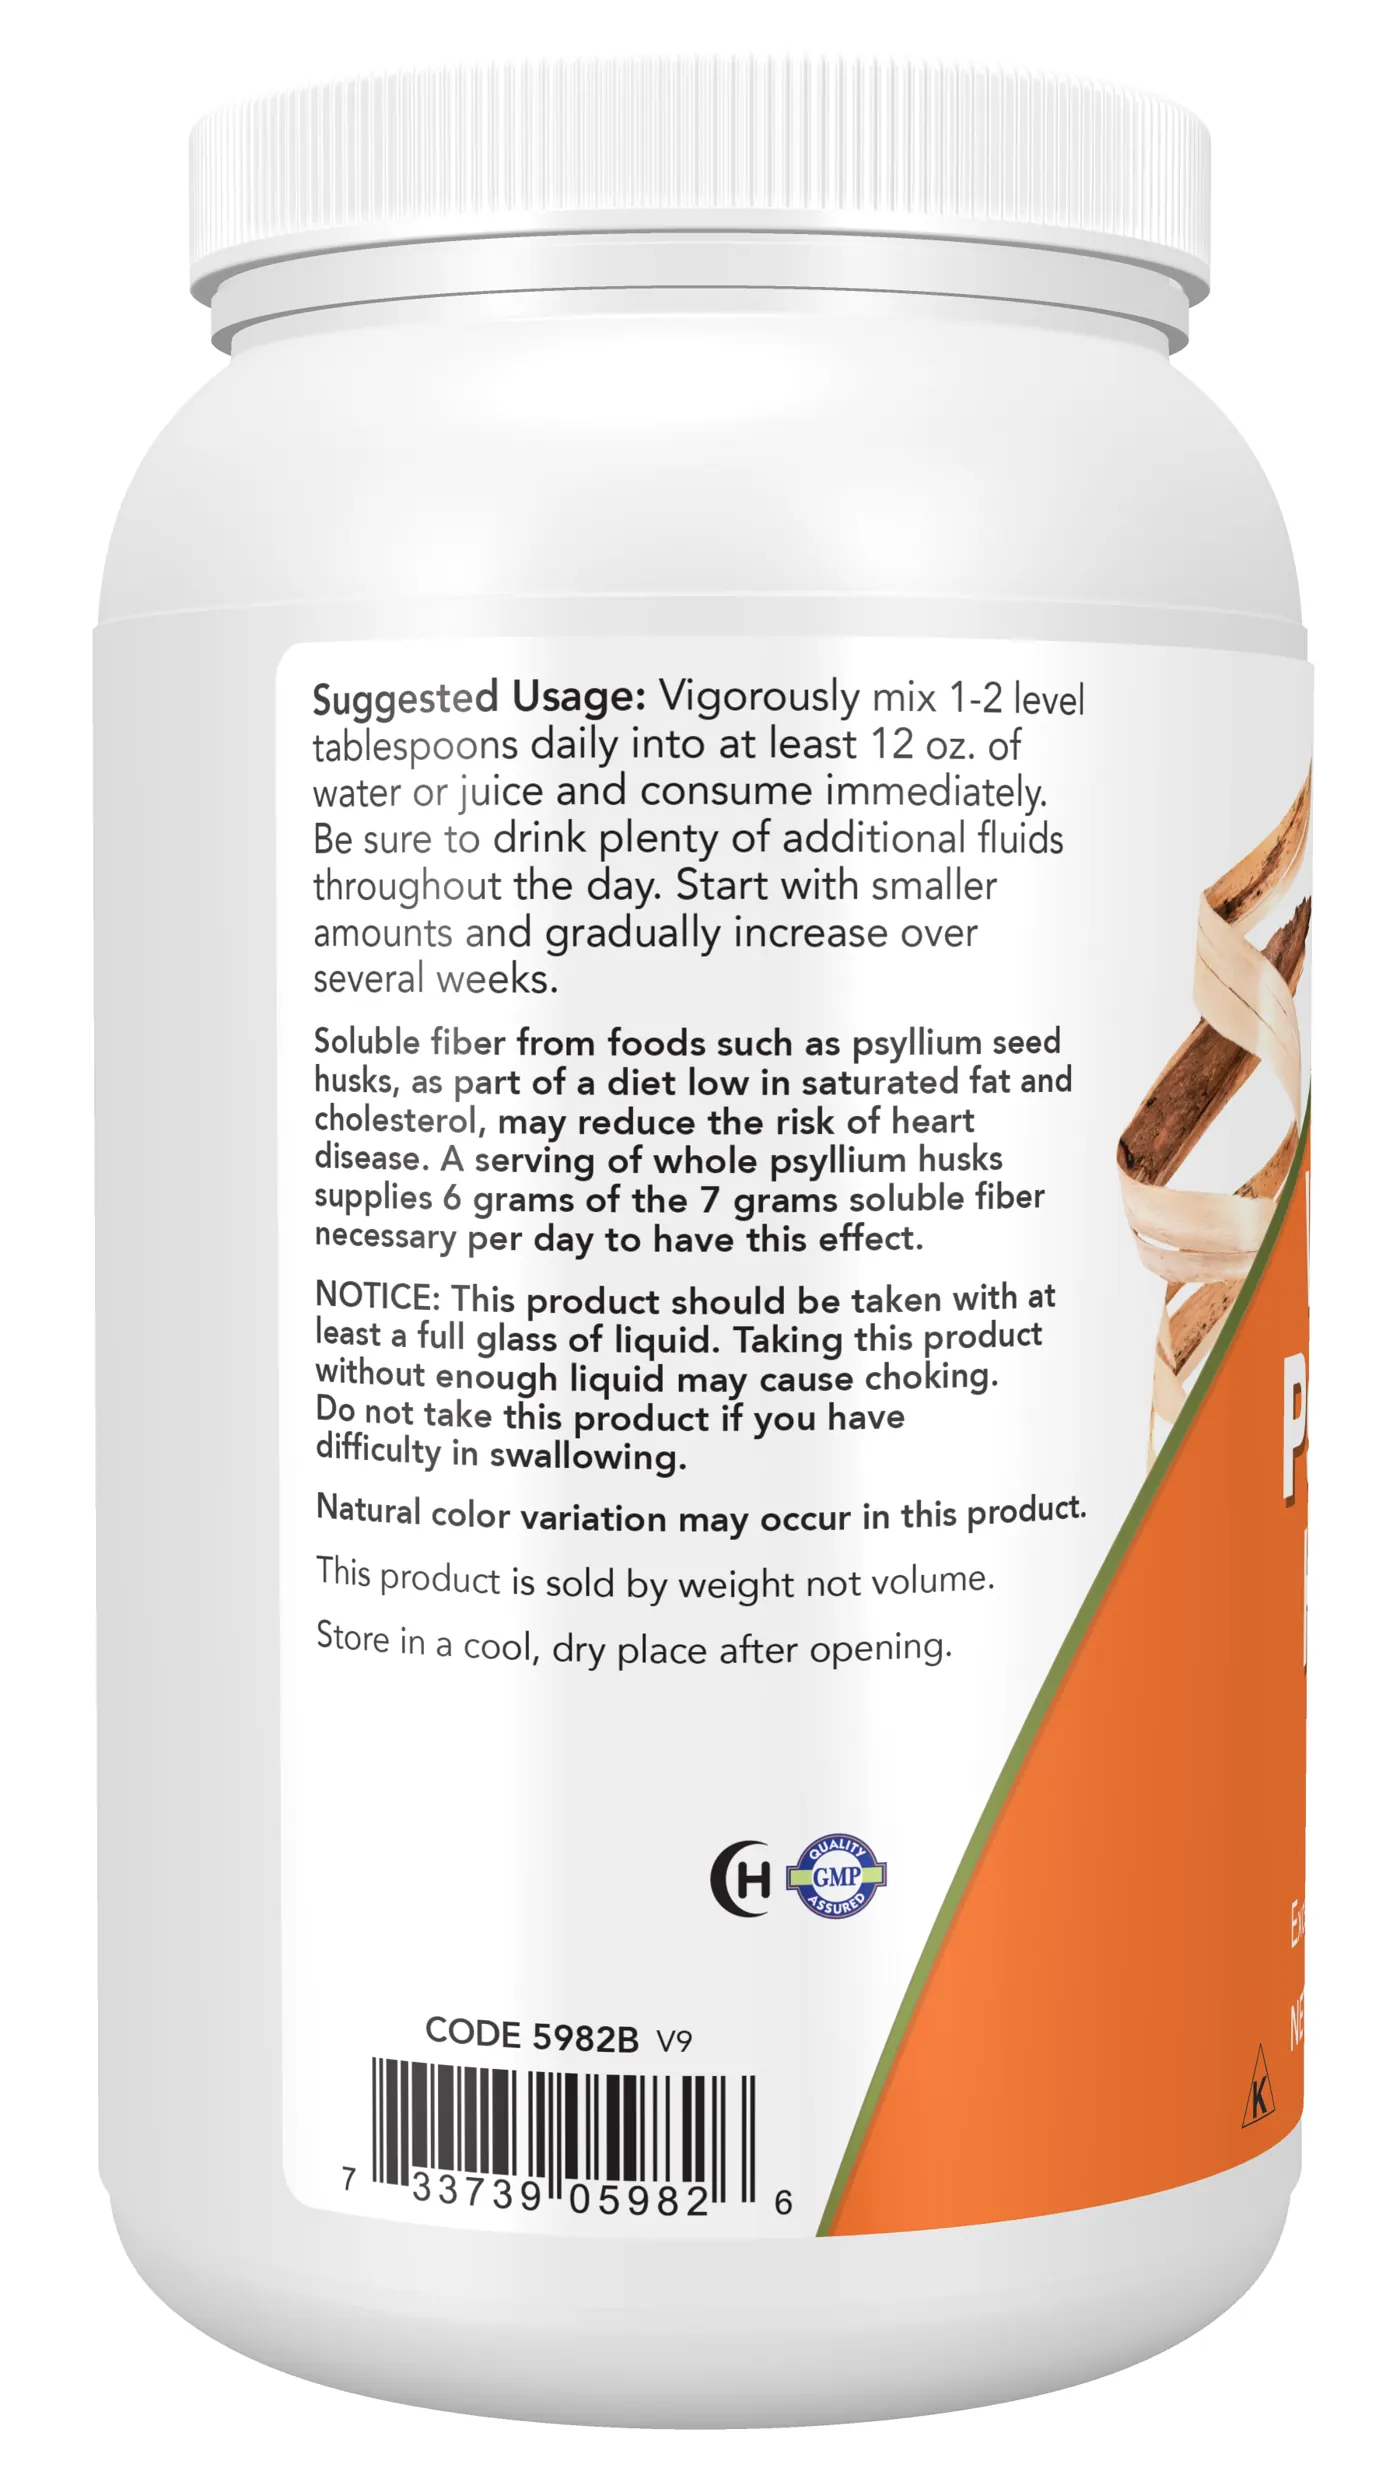 Suggested Usage: Vigorously mix 1-2 level
tablespoons daily into at least 12 oz. of
water or juice and consume immediately.
Be sure to drink plenty of additional fluids
throughout the day. Start with smaller
amounts and gradually increase over
several weeks.
Soluble fiber from foods such as psyllium seed
husks, as part of a diet low in saturated fat and
cholesterol, may reduce the risk of heart
disease. A serving of whole psyllium husks
supplies 6 grams of the 7 grams soluble fiber
necessary per day to have this effect.
NOTICE: This product should be taken with at
least a full glass of liquid. Taking this product
without enough liquid may cause choking.
Do not take this product if you have
difficulty in swallowing.
Natural color variation may occur in this product.
This product is sold by weight not volume.
Store in a cool, dry place after opening.
H
QUALITY
GMP
ASSURED
CODE 5982B V9
7 33739 05982 6
P
K